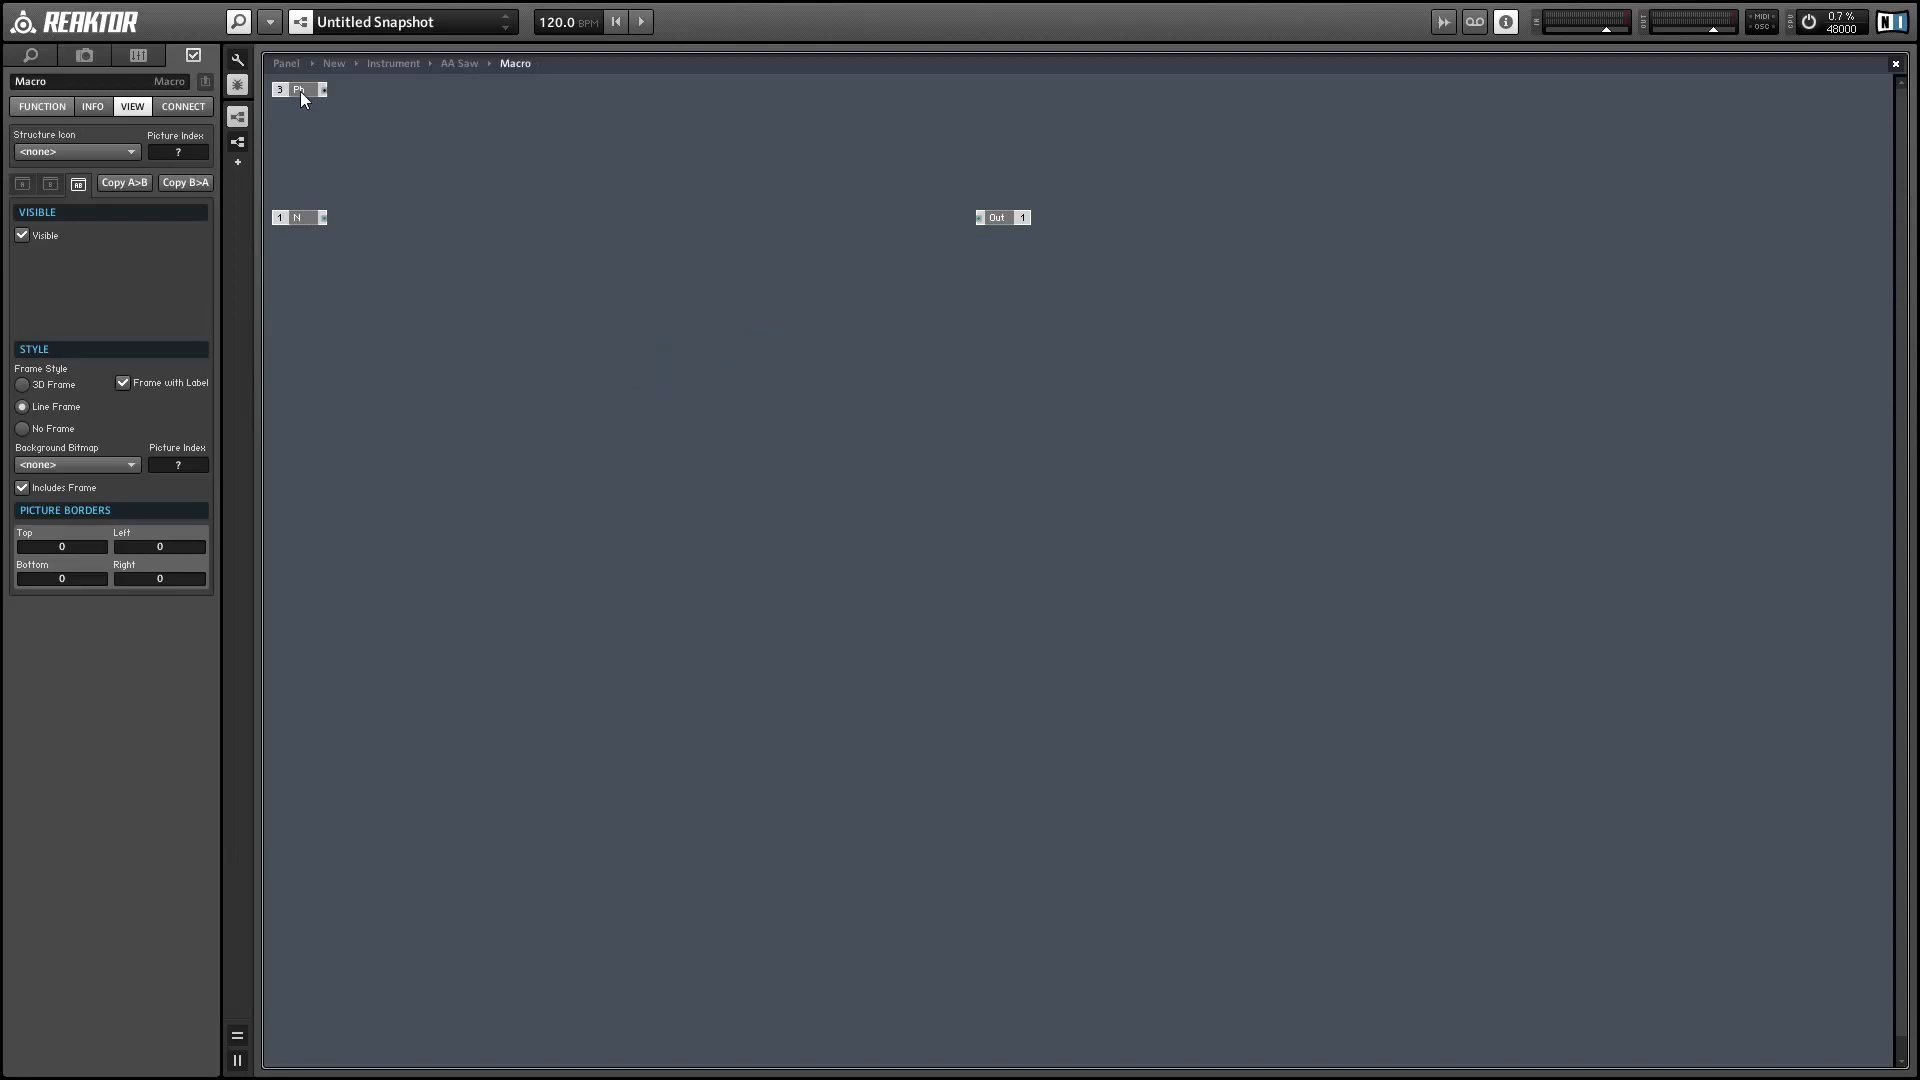 REAKTOR
Untitled Snapshot
120.0 BPM
MIDI
OSC
0.7 %
48000
Macro Macro
FUNCTION INFO VIEW CONNECT
Structure Icon Picture Index
<none> ?
Copy A>B Copy B>A
VISIBLE
Visible
STYLE
Frame Style
3D Frame Frame with Label
Line Frame
No Frame
Background Bitmap Picture Index
<none> ?
Includes Frame
PICTURE BORDERS
Top Left
0 0
Bottom Right
0 0
Panel New Instrument AA Saw Macro
3 Ph
1 N
Out 1